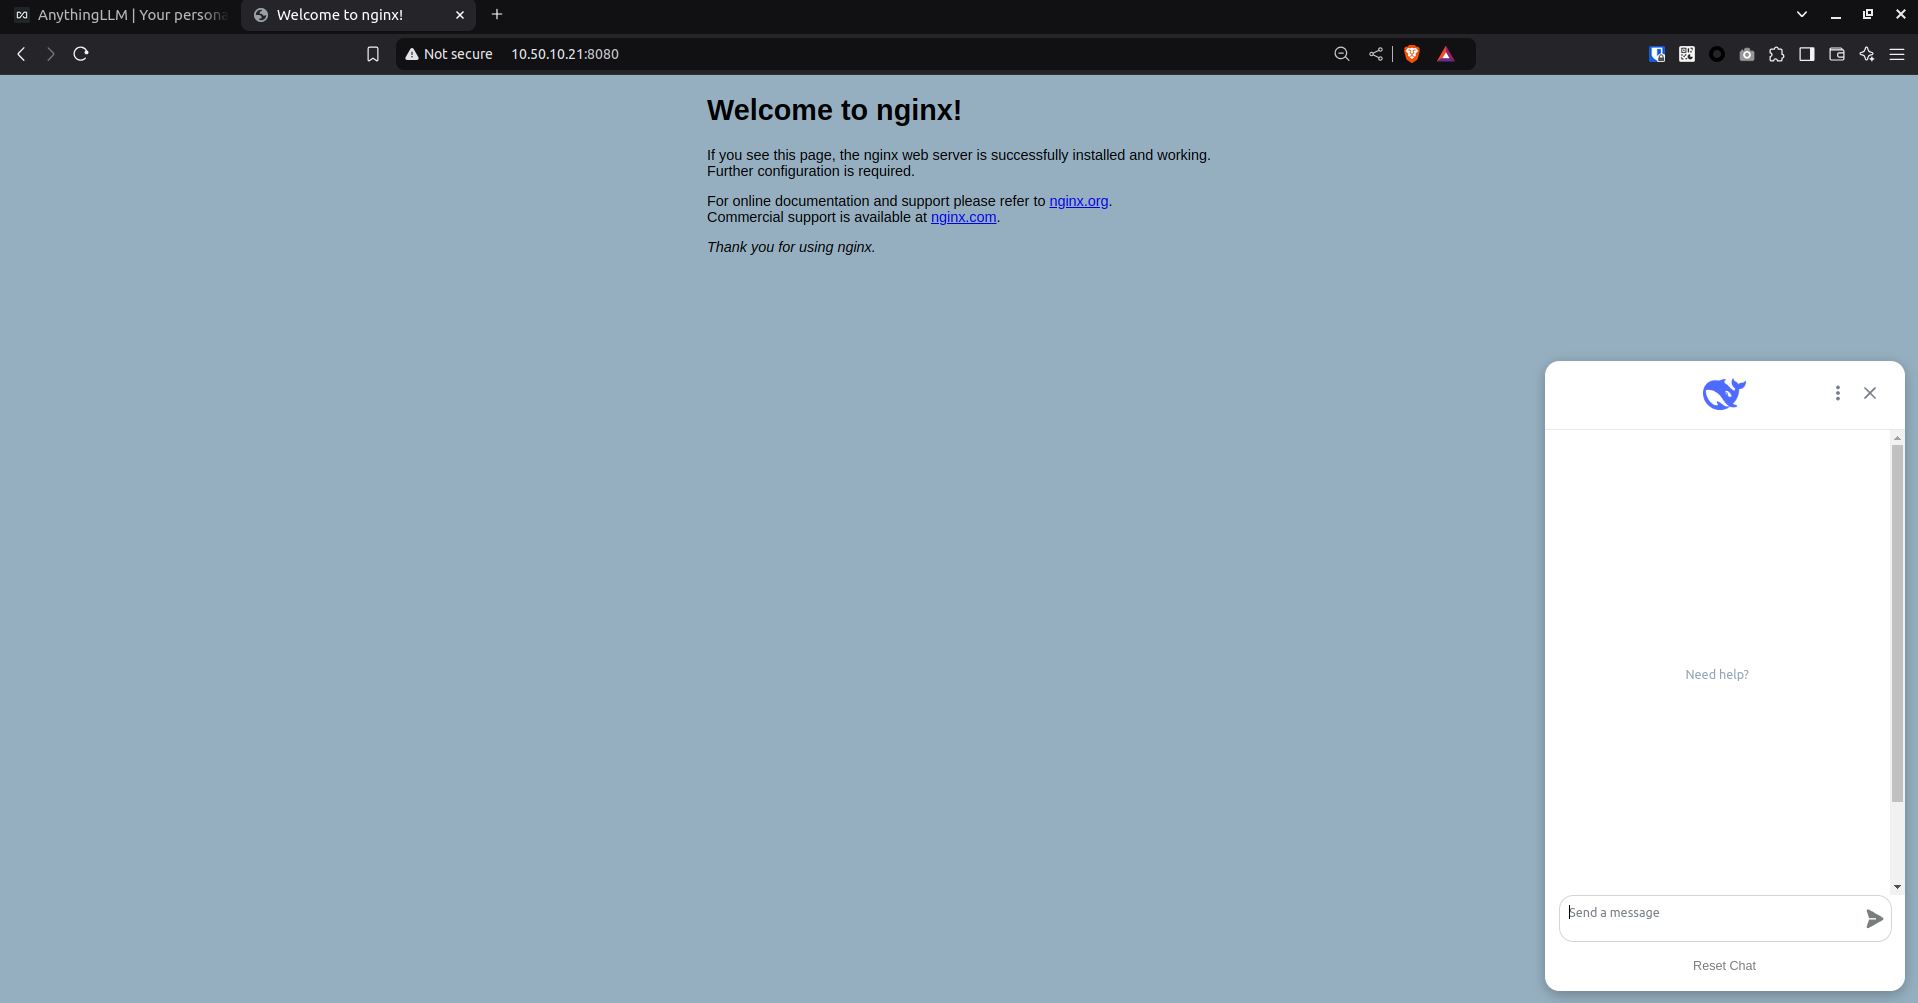 AnythingLLM | Your persona
Welcome to nginx!
Not secure
10.50.10.21:8080
Welcome to nginx!
If you see this page, the nginx web server is successfully installed and working.
Further configuration is required.
For online documentation and support please refer to nginx.org.
Commercial support is available at nginx.com.
Thank you for using nginx.
Need help?
Send a message
Reset Chat